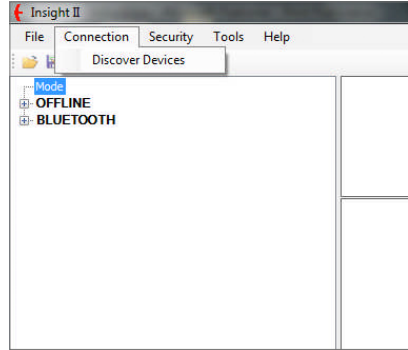 Insight II
File Connection Security Tools Help
Discover Devices
Mode
OFFLINE
BLUETOOTH